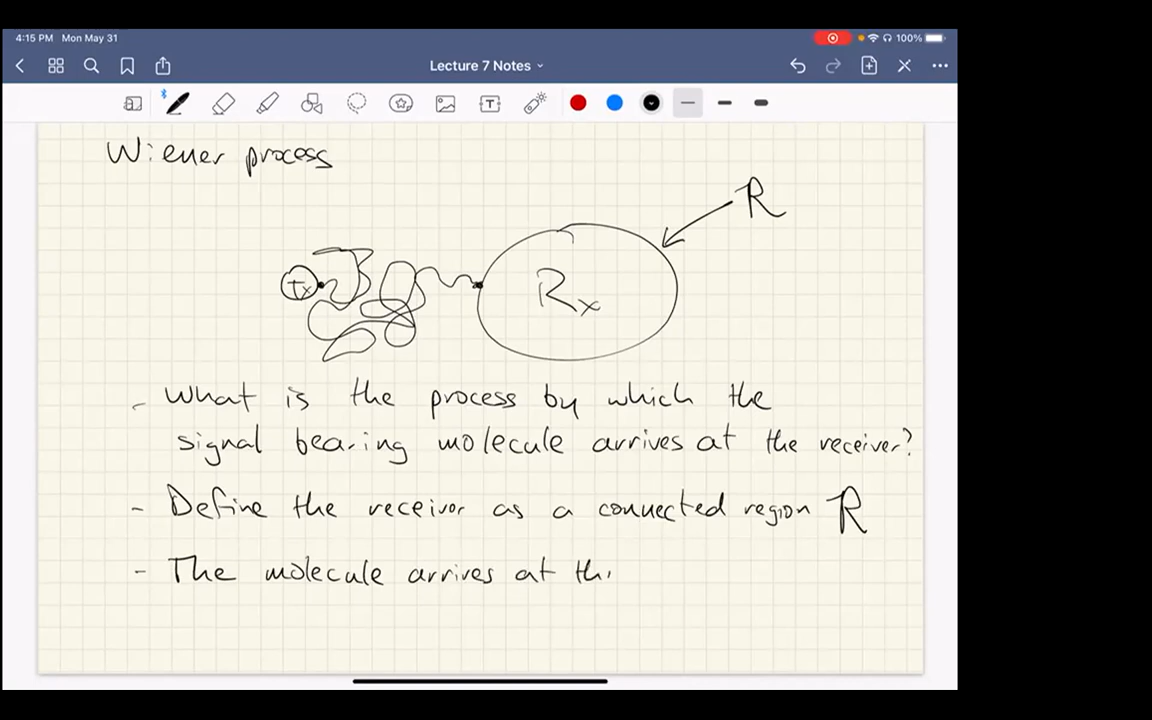 4:15 PM Mon May 31
100%
Lecture 7 Notes
Wiener process
R
Tx
Rx
- What is the process by which the
signal bearing molecule arrives at the receiver?
- Define the receiver as a connected region R
- The molecule arrives at th